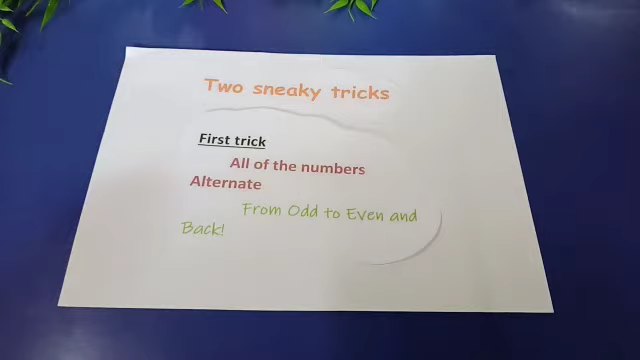 Two sneaky tricks
First trick
All of the numbers
Alternate
From Odd to Even and
Back!